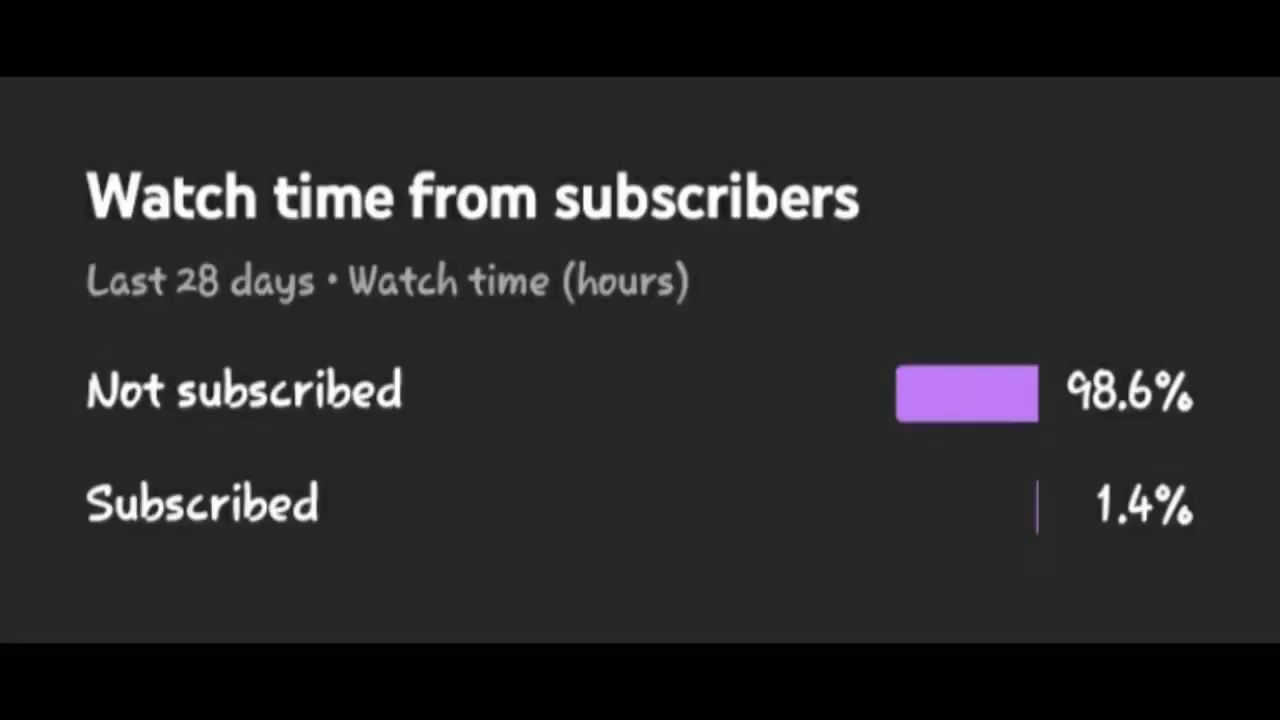 Watch time from subscribers
Last 28 days • Watch time (hours)
Not subscribed 98.6%
Subscribed 1.4%